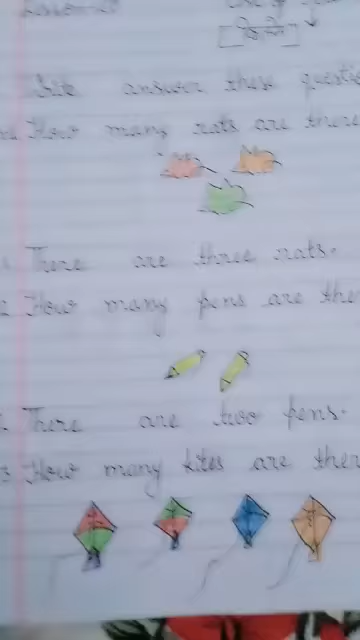 answer these
How many rats are there
There are three rats.
How many pens are the
There are two pens.
How many kites are ther